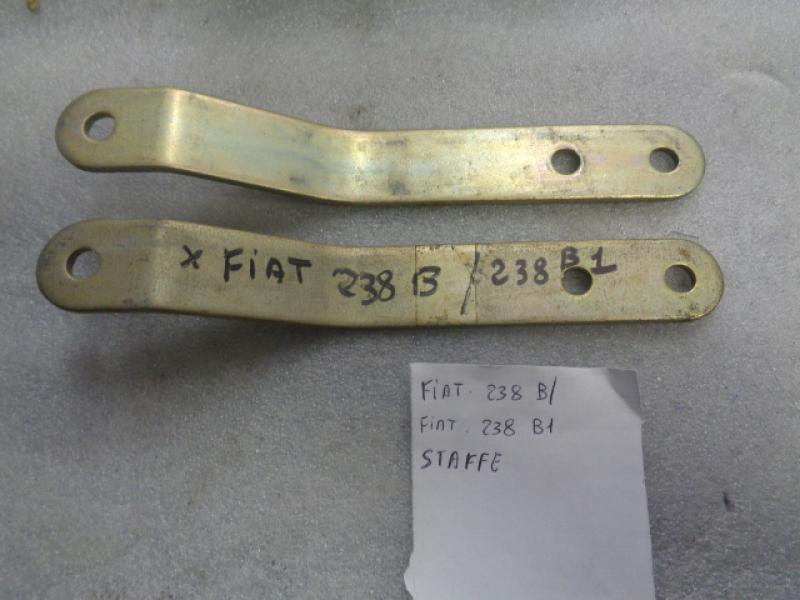 x FiAT 238 B / 238 B1
FiAT. 238 B/
FiAT. 238 B1
STAFFE